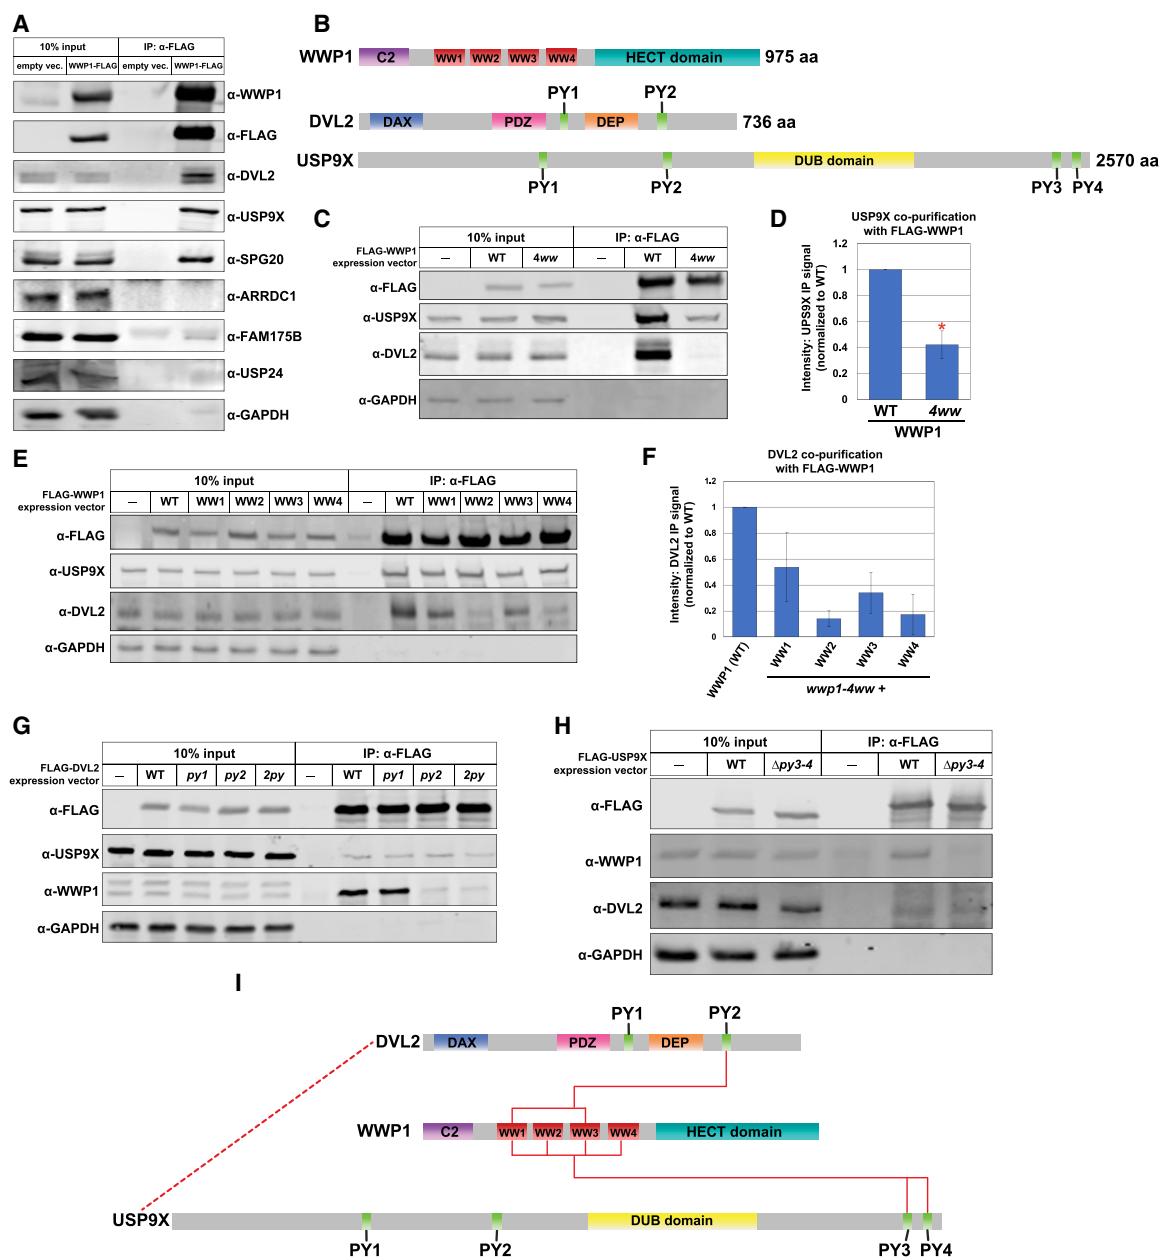 A
10% input IP: α-FLAG
empty vec. WWP1-FLAG empty vec. WWP1-FLAG
α-WWP1
α-FLAG
α-DVL2
α-USP9X
α-SPG20
α-ARRDC1
α-FAM175B
α-USP24
α-GAPDH
B
WWP1 C2 WW1 WW2 WW3 WW4 HECT domain 975 aa
PY1 PY2
DVL2 DAX PDZ DEP 736 aa
USP9X DUB domain 2570 aa
PY1 PY2 PY3 PY4
C
10% input IP: α-FLAG
FLAG-WWP1
expression vector
— WT 4ww — WT 4ww
α-FLAG
α-USP9X
α-DVL2
α-GAPDH
D
USP9X co-purification
with FLAG-WWP1
Intensity: UPS9X IP signal
(normalized to WT)
1.2
1
0.8
0.6
0.4
0.2
0
*
WT 4ww
WWP1
E
10% input IP: α-FLAG
FLAG-WWP1
expression vector
— WT WW1 WW2 WW3 WW4 — WT WW1 WW2 WW3 WW4
α-FLAG
α-USP9X
α-DVL2
α-GAPDH
F
DVL2 co-purification
with FLAG-WWP1
Intensity: DVL2 IP signal
(normalized to WT)
1.2
1
0.8
0.6
0.4
0.2
0
WWP1 (WT) WW1 WW2 WW3 WW4
wwp1-4ww +
G
10% input IP: α-FLAG
FLAG-DVL2
expression vector
— WT py1 py2 2py — WT py1 py2 2py
α-FLAG
α-USP9X
α-WWP1
α-GAPDH
H
10% input IP: α-FLAG
FLAG-USP9X
expression vector
— WT Δpy3-4 — WT Δpy3-4
α-FLAG
α-WWP1
α-DVL2
α-GAPDH
I
PY1 PY2
DVL2 DAX PDZ DEP
WWP1 C2 WW1 WW2 WW3 WW4 HECT domain
USP9X DUB domain
PY1 PY2 PY3 PY4